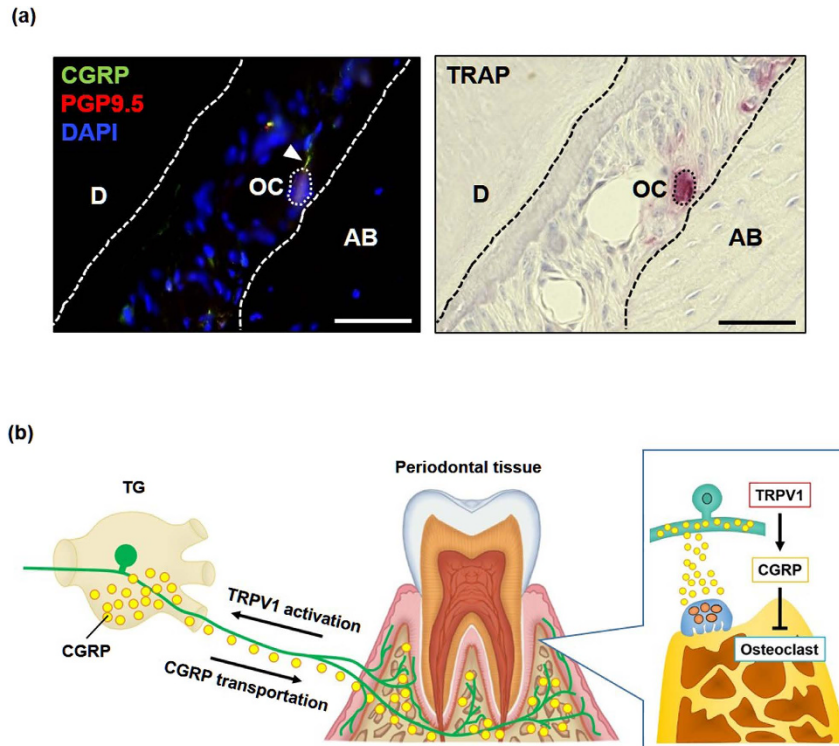 (a)
CGRP
PGP9.5
DAPI
D
OC
AB
TRAP
D
OC
AB
(b)
TG
CGRP
TRPV1 activation
CGRP transportation
Periodontal tissue
TRPV1
CGRP
Osteoclast